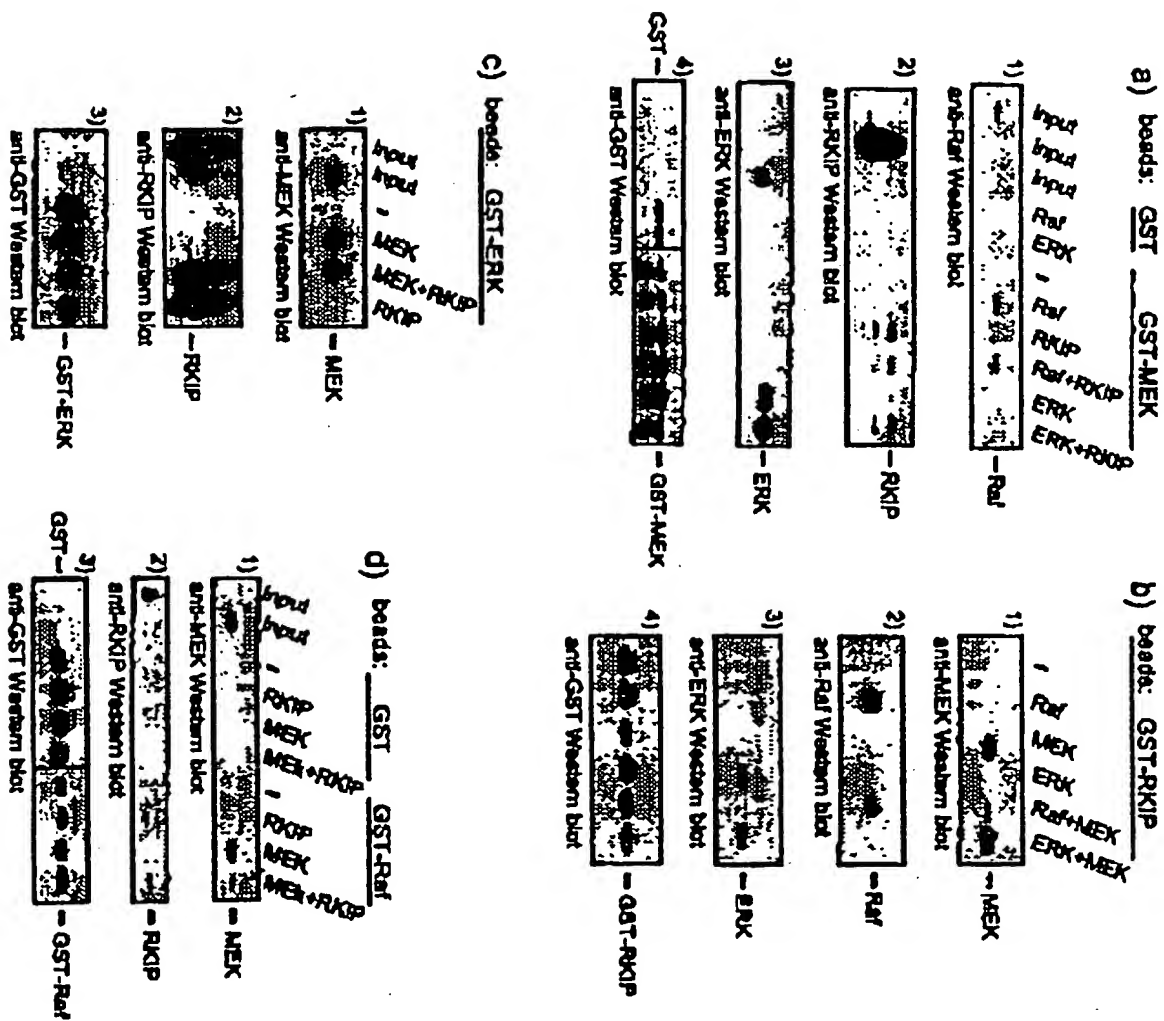 a) beads: GST GST-MEK
Input
Input
Input
Raf
ERK
-
Raf
RKIP
Raf+RKIP
ERK
ERK+RKIP
1)
– Raf
anti-Raf Western blot
2)
– RKIP
anti-RKIP Western blot
3)
– ERK
anti-ERK Western blot
4)
GST –
– GST-MEK
anti-GST Western blot
b) beads: GST-RKIP
-
Raf
MEK
ERK
Raf+MEK
ERK+MEK
1)
– MEK
anti-MEK Western blot
2)
– Raf
anti-Raf Western blot
3)
– ERK
anti-ERK Western blot
4)
– GST-RKIP
anti-GST Western blot
c) beads: GST-ERK
Input
Input
-
MEK
MEK+RKIP
RKIP
1)
– MEK
anti-MEK Western blot
2)
– RKIP
anti-RKIP Western blot
3)
– GST-ERK
anti-GST Western blot
d) beads: GST GST-Raf
Input
Input
-
RKIP
MEK
MEK+RKIP
-
RKIP
MEK
MEK+RKIP
1)
– MEK
anti-MEK Western blot
2)
– RKIP
anti-RKIP Western blot
3)
GST –
– GST-Raf
anti-GST Western blot